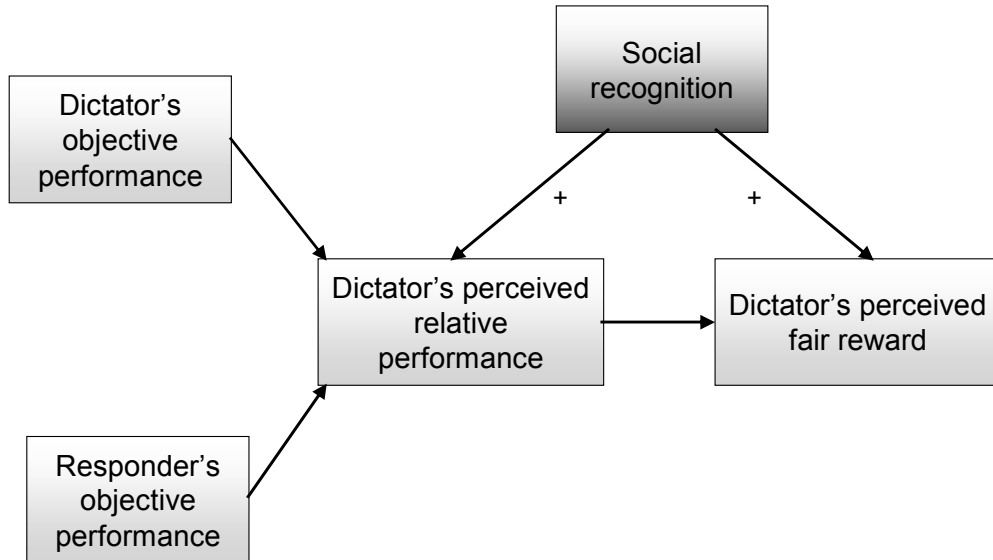 Social
recognition
Dictator's
objective
performance
+
+
Dictator's perceived
relative
performance
Dictator's perceived
fair reward
Responder's
objective
performance